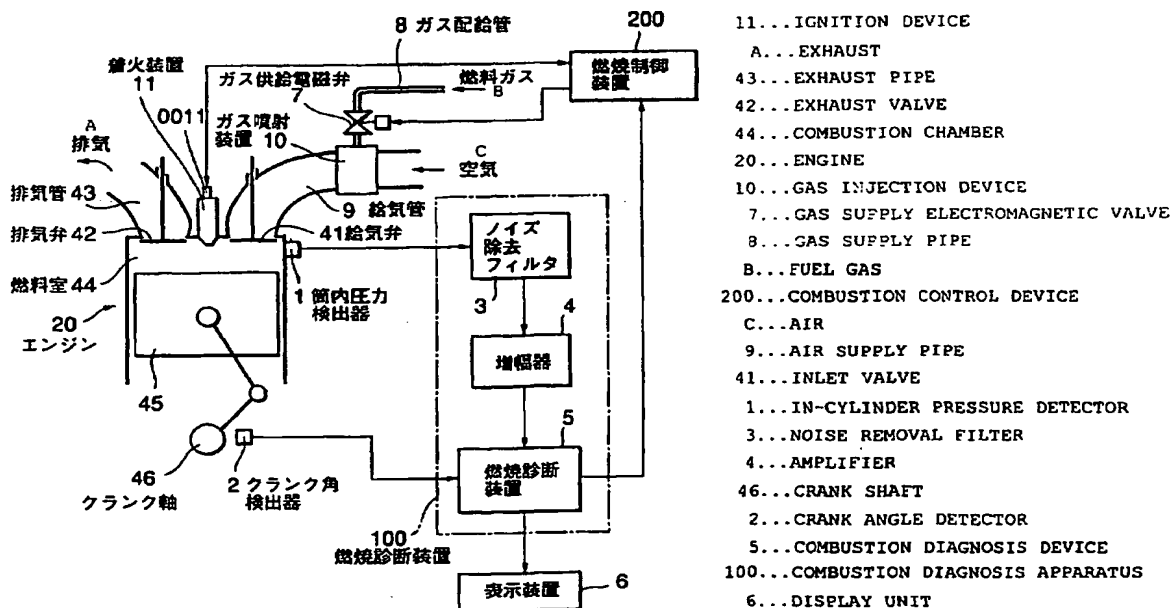 200
8 ガス配給管
燃焼制御
装置
着火装置
11
ガス供給電磁弁
7
燃料ガス
B
0011
ガス噴射
装置
10
A
排気
C
空気
排気管 43
9 給気管
排気弁 42
41給気弁
ノイズ
除去
フィルタ
3
燃料室 44
1 筒内圧力
検出器
20
エンジン
4
増幅器
45
5
燃焼診断
装置
46
クランク軸
2 クランク角
検出器
100
燃焼診断装置
表示装置
6
11...IGNITION DEVICE
A...EXHAUST
43...EXHAUST PIPE
42...EXHAUST VALVE
44...COMBUSTION CHAMBER
20...ENGINE
10...GAS INJECTION DEVICE
7...GAS SUPPLY ELECTROMAGNETIC VALVE
8...GAS SUPPLY PIPE
B...FUEL GAS
200...COMBUSTION CONTROL DEVICE
C...AIR
9...AIR SUPPLY PIPE
41...INLET VALVE
1...IN-CYLINDER PRESSURE DETECTOR
3...NOISE REMOVAL FILTER
4...AMPLIFIER
46...CRANK SHAFT
2...CRANK ANGLE DETECTOR
5...COMBUSTION DIAGNOSIS DEVICE
100...COMBUSTION DIAGNOSIS APPARATUS
6...DISPLAY UNIT